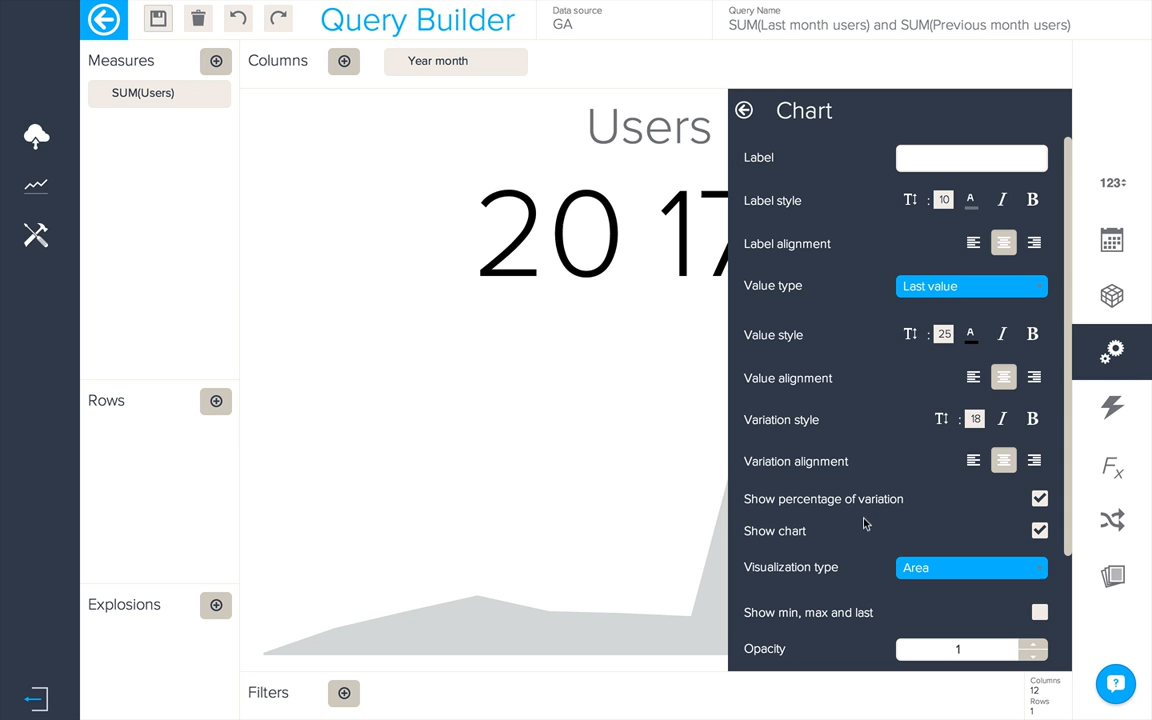 Query Builder
Data source
GA
Query Name
SUM(Last month users) and SUM(Previous month users)
Measures
SUM(Users)
Columns
Year month
Users
20 17
Chart
Label
Label style
: 10 A I B
Label alignment
Value type
Last value
Value style
: 25 A I B
Value alignment
Variation style
: 18 I B
Variation alignment
Show percentage of variation
Show chart
Visualization type
Area
Show min, max and last
Opacity
1
Rows
Explosions
Filters
123
Fx
Columns
12
Rows
1